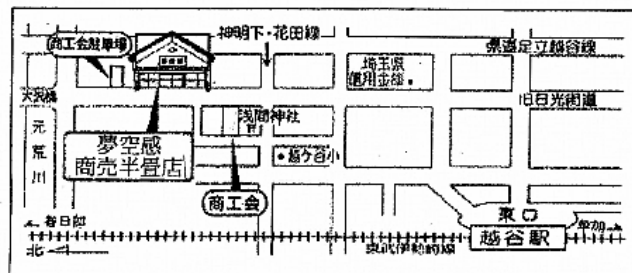 商工会駐車場
神明下・花田線
県道足立越谷線
埼玉県
信用金庫
大沢橋
旧日光街道
元荒川
浅間神社
夢空感
商売半畳店
越ケ谷小
商工会
春日部
東口
草加
北
越谷駅
東武伊勢崎線